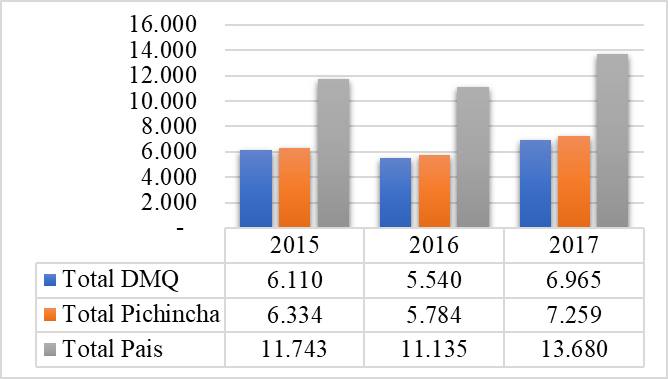 16.000
14.000
12.000
10.000
8.000
6.000
4.000
2.000
-
2015 2016 2017
Total DMQ 6.110 5.540 6.965
Total Pichincha 6.334 5.784 7.259
Total Pais 11.743 11.135 13.680